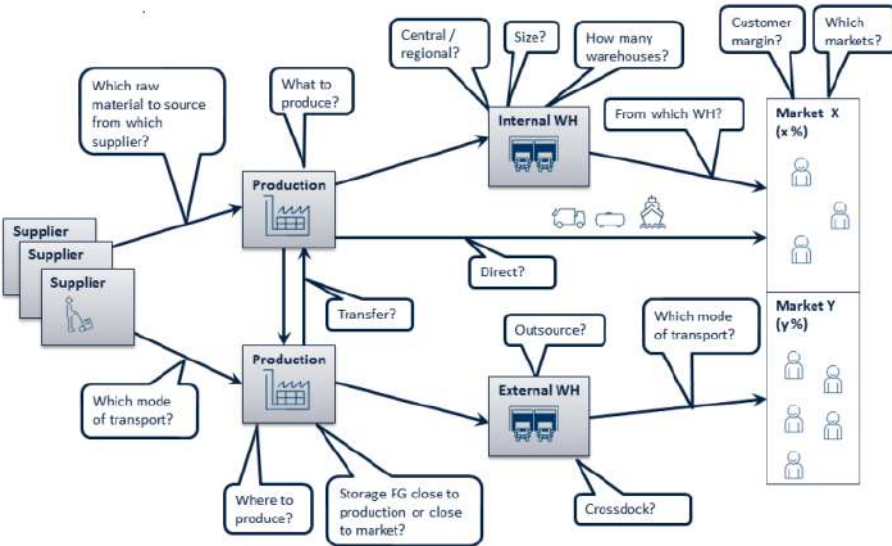 Central /
regional?
Size?
How many
warehouses?
Customer
margin?
Which
markets?
Which raw
material to source
from which
supplier?
What to
produce?
Internal WH
From which WH?
Market X
(x%)
Production
Supplier
Supplier
Supplier
Direct?
Transfer?
Market Y
(y%)
Production
Outsource?
Which mode
of transport?
External WH
Which mode
of transport?
Where to
produce?
Storage FG close to
production or close
to market?
Crossdock?